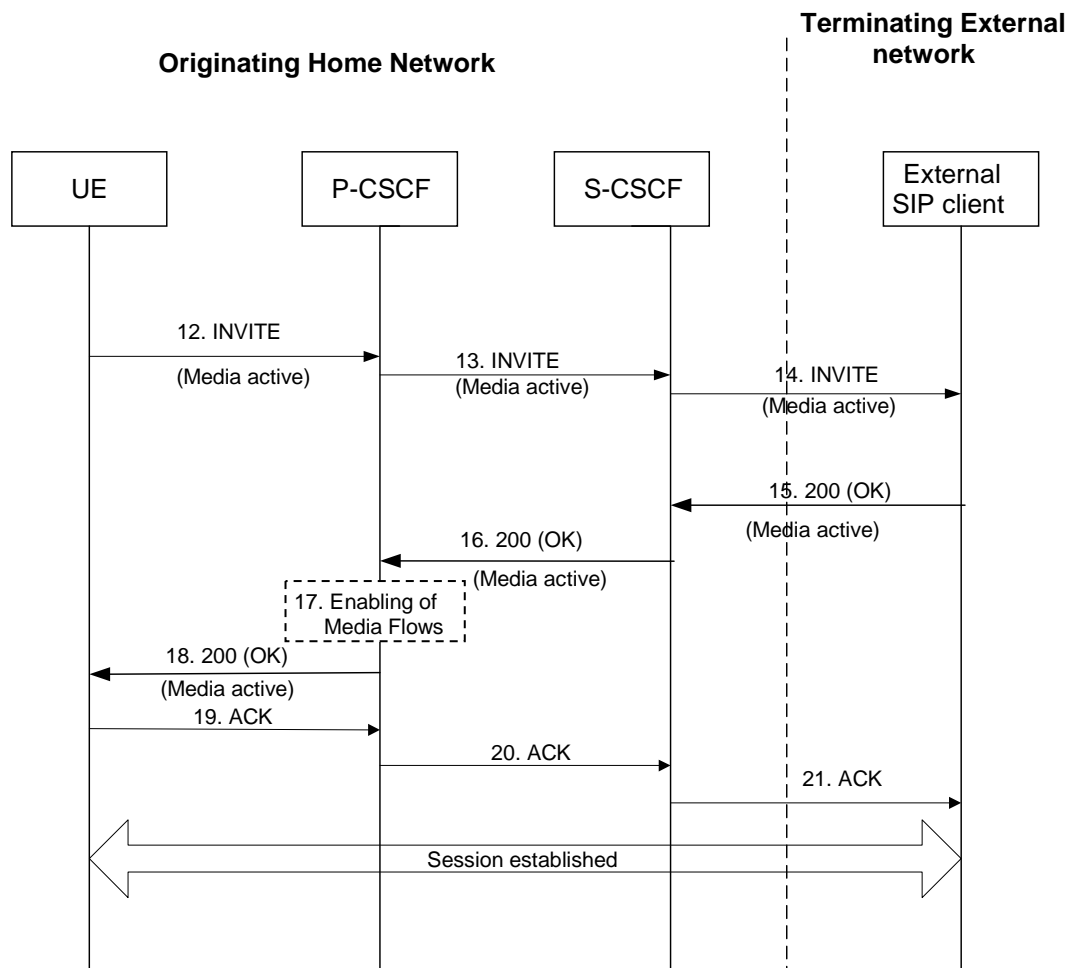 Terminating External
network
Originating Home Network
UE
P-CSCF
S-CSCF
External
SIP client
12. INVITE
(Media active)
13. INVITE
(Media active)
14. INVITE
(Media active)
15. 200 (OK)
(Media active)
16. 200 (OK)
(Media active)
17. Enabling of
Media Flows
18. 200 (OK)
(Media active)
19. ACK
20. ACK
21. ACK
Session established